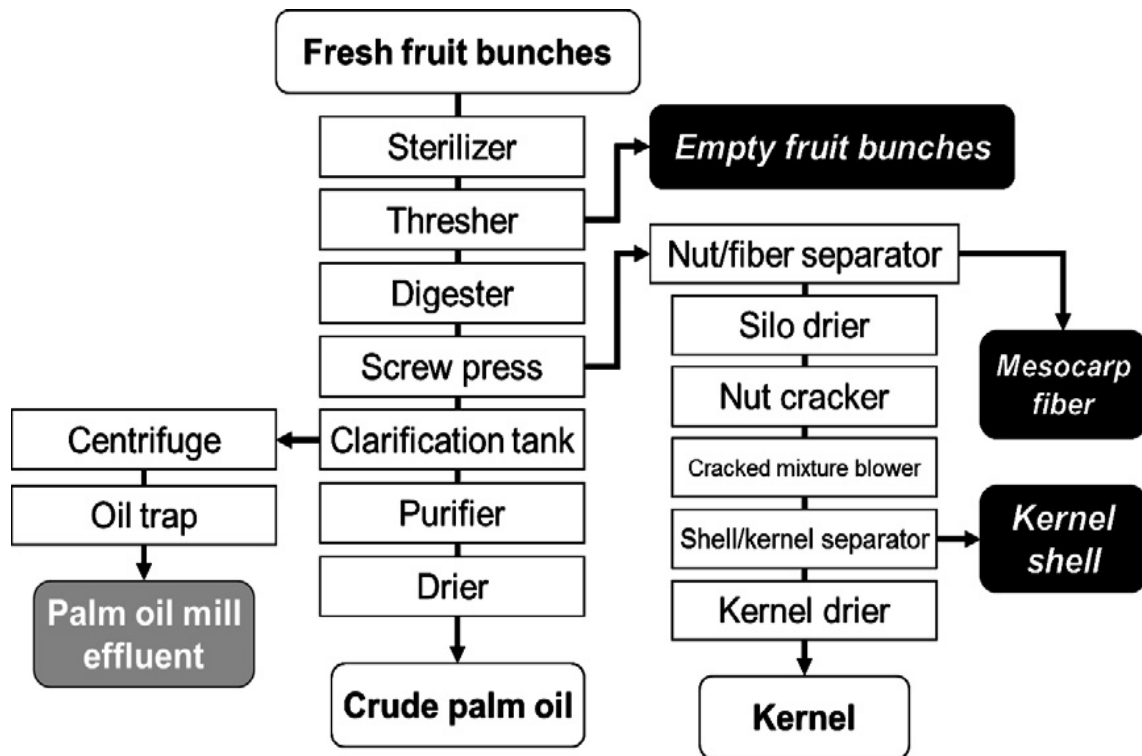 Fresh fruit bunches
Sterilizer
Empty fruit bunches
Thresher
Nut/fiber separator
Digester
Silo drier
Screw press
Mesocarp
fiber
Nut cracker
Centrifuge
Clarification tank
Cracked mixture blower
Oil trap
Purifier
Shell/kernel separator
Kernel
shell
Palm oil mill
effluent
Drier
Kernel drier
Crude palm oil
Kernel